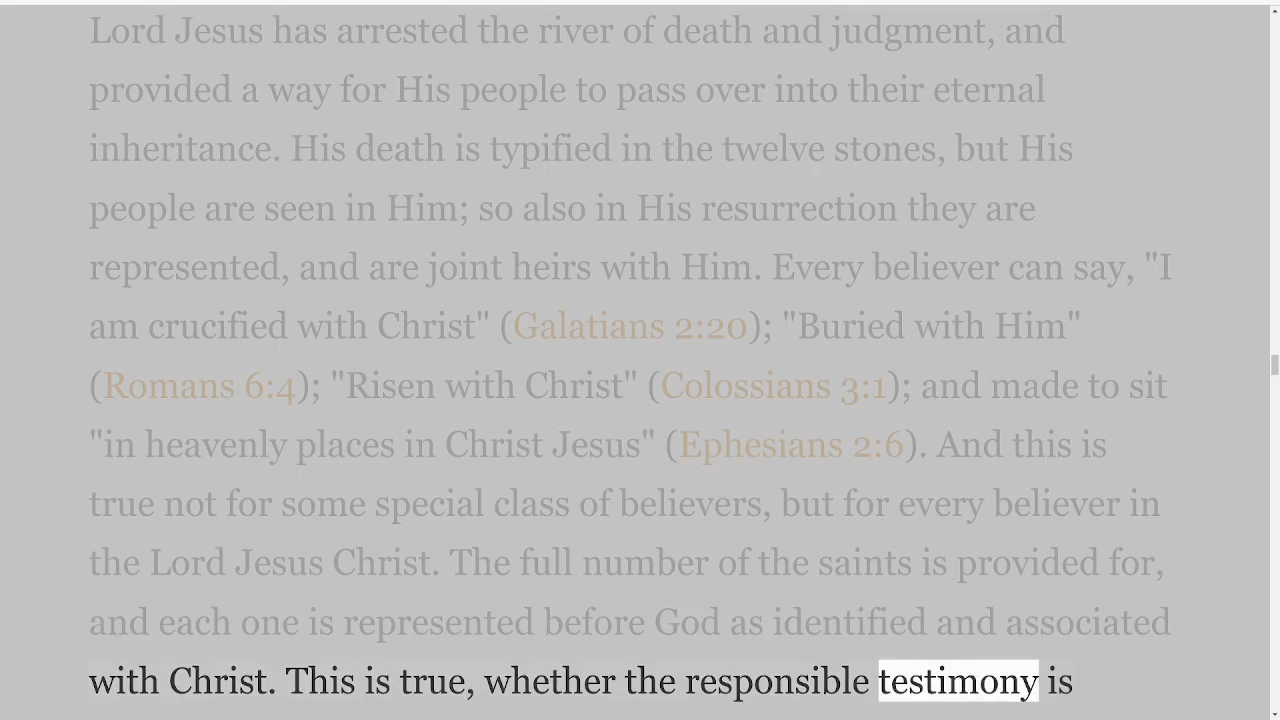 Lord Jesus has arrested the river of death and judgment, and
provided a way for His people to pass over into their eternal
inheritance. His death is typified in the twelve stones, but His
people are seen in Him; so also in His resurrection they are
represented, and are joint heirs with Him. Every believer can say, "I
am crucified with Christ" (Galatians 2:20); "Buried with Him"
(Romans 6:4); "Risen with Christ" (Colossians 3:1); and made to sit
"in heavenly places in Christ Jesus" (Ephesians 2:6). And this is
true not for some special class of believers, but for every believer in
the Lord Jesus Christ. The full number of the saints is provided for,
and each one is represented before God as identified and associated
with Christ. This is true, whether the responsible testimony is